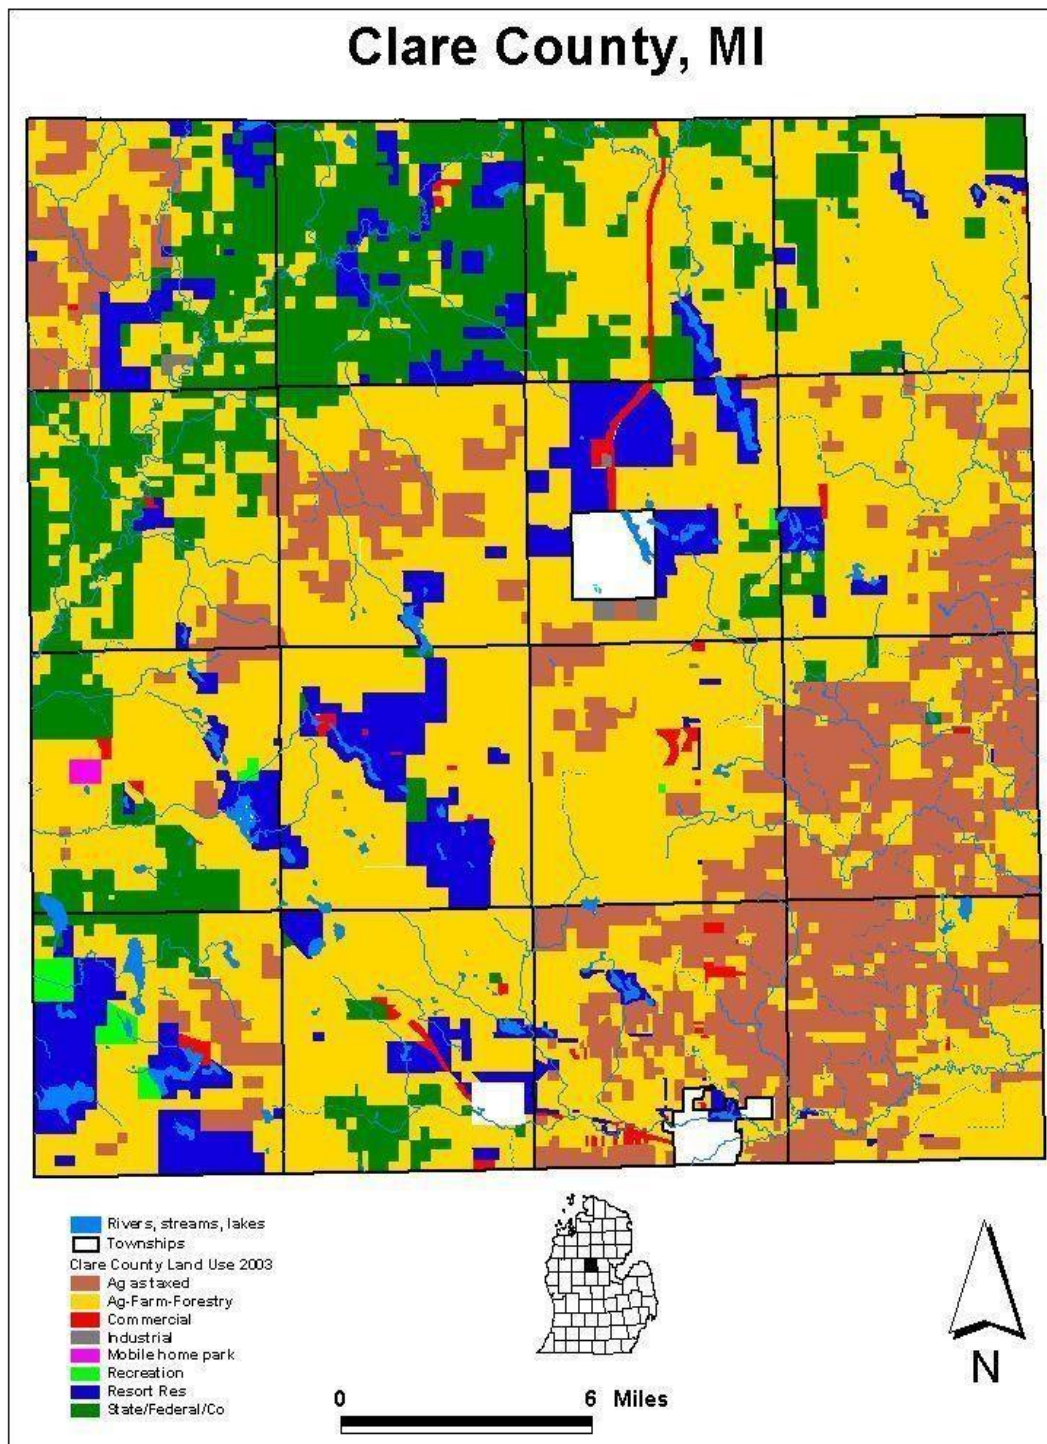 Clare County, MI
Rivers, streams, lakes
Townships
Clare County Land Use 2003
Ag as taxed
Ag-Farm-Forestry
Commercial
Industrial
Mobile home park
Recreation
Resort Res
State/Federal/Co
0 6 Miles
N